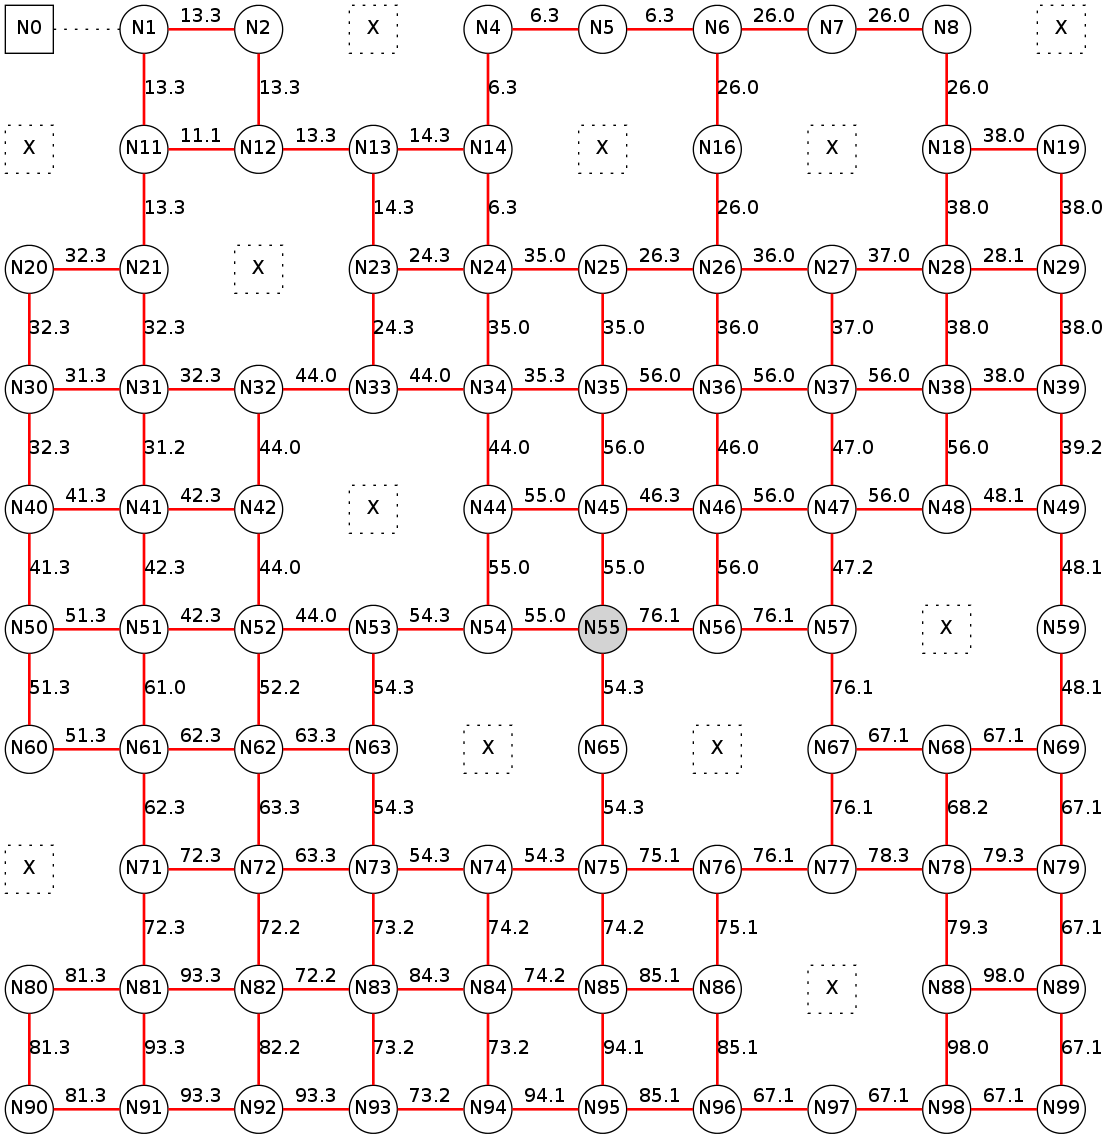 N0 N1 13.3 N2 X N4 6.3 N5 6.3 N6 26.0 N7 26.0 N8 X
13.3 13.3 6.3 26.0 26.0
X N11 11.1 N12 13.3 N13 14.3 N14 X N16 X N18 38.0 N19
13.3 14.3 6.3 26.0 38.0 38.0
N20 32.3 N21 X N23 24.3 N24 35.0 N25 26.3 N26 36.0 N27 37.0 N28 28.1 N29
32.3 32.3 24.3 35.0 35.0 36.0 37.0 38.0 38.0
N30 31.3 N31 32.3 N32 44.0 N33 44.0 N34 35.3 N35 56.0 N36 56.0 N37 56.0 N38 38.0 N39
32.3 31.2 44.0 44.0 56.0 46.0 47.0 56.0 39.2
N40 41.3 N41 42.3 N42 X N44 55.0 N45 46.3 N46 56.0 N47 56.0 N48 48.1 N49
41.3 42.3 44.0 55.0 55.0 56.0 47.2 48.1
N50 51.3 N51 42.3 N52 44.0 N53 54.3 N54 55.0 N55 76.1 N56 76.1 N57 X N59
51.3 61.0 52.2 54.3 54.3 76.1 48.1
N60 51.3 N61 62.3 N62 63.3 N63 X N65 X N67 67.1 N68 67.1 N69
62.3 63.3 54.3 54.3 76.1 68.2 67.1
X N71 72.3 N72 63.3 N73 54.3 N74 54.3 N75 75.1 N76 76.1 N77 78.3 N78 79.3 N79
72.3 72.2 73.2 74.2 74.2 75.1 79.3 67.1
N80 81.3 N81 93.3 N82 72.2 N83 84.3 N84 74.2 N85 85.1 N86 X N88 98.0 N89
81.3 93.3 82.2 73.2 73.2 94.1 85.1 98.0 67.1
N90 81.3 N91 93.3 N92 93.3 N93 73.2 N94 94.1 N95 85.1 N96 67.1 N97 67.1 N98 67.1 N99